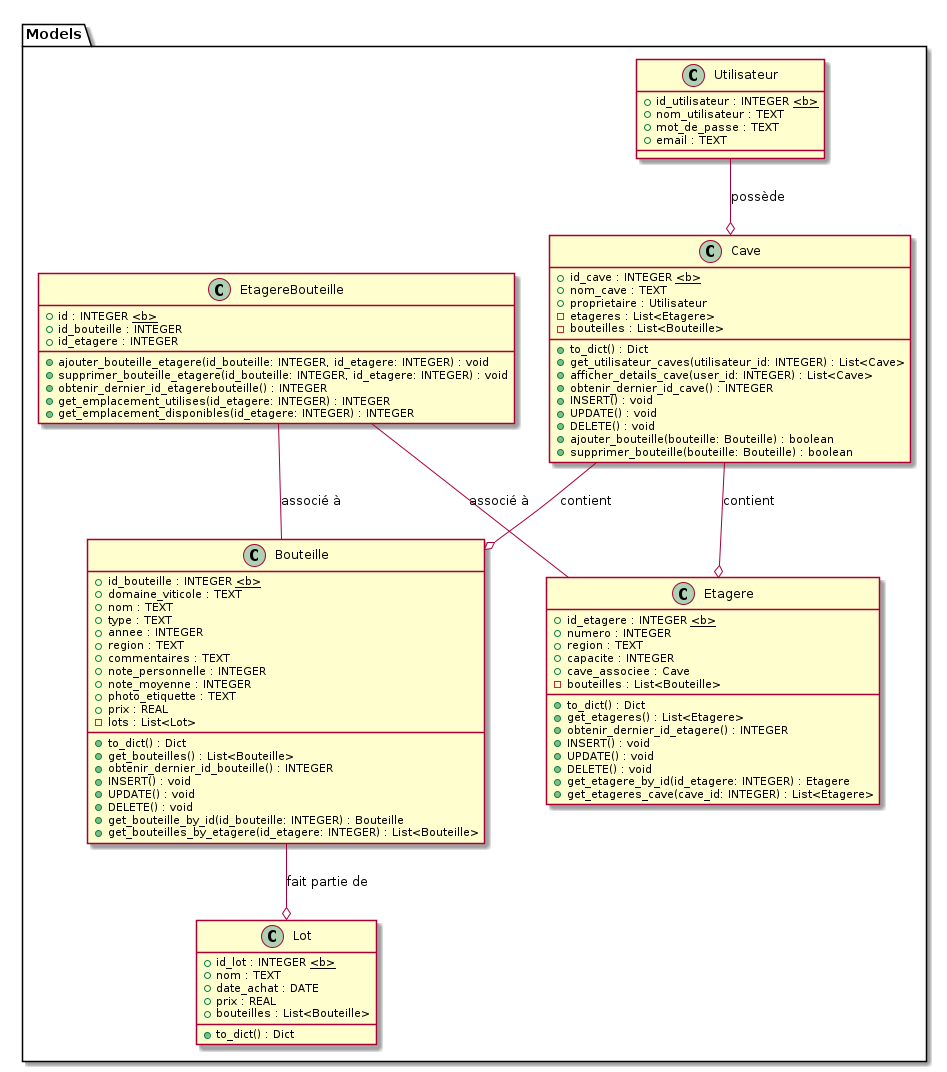 Models
C Utilisateur
id_utilisateur : INTEGER <b>
nom_utilisateur : TEXT
mot_de_passe : TEXT
email : TEXT
possède
C Cave
id_cave : INTEGER <b>
nom_cave : TEXT
proprietaire : Utilisateur
etageres : List<Etagere>
bouteilles : List<Bouteille>
to_dict() : Dict
get_utilisateur_caves(utilisateur_id: INTEGER) : List<Cave>
afficher_details_cave(user_id: INTEGER) : List<Cave>
obtenir_dernier_id_cave() : INTEGER
INSERT() : void
UPDATE() : void
DELETE() : void
ajouter_bouteille(bouteille: Bouteille) : boolean
supprimer_bouteille(bouteille: Bouteille) : boolean
C EtagereBouteille
id : INTEGER <b>
id_bouteille : INTEGER
id_etagere : INTEGER
ajouter_bouteille_etagere(id_bouteille: INTEGER, id_etagere: INTEGER) : void
supprimer_bouteille_etagere(id_bouteille: INTEGER, id_etagere: INTEGER) : void
obtenir_dernier_id_etagerebouteille() : INTEGER
get_emplacement_utilises(id_etagere: INTEGER) : INTEGER
get_emplacement_disponibles(id_etagere: INTEGER) : INTEGER
associé à
associé à
contient
contient
C Bouteille
id_bouteille : INTEGER <b>
domaine_viticole : TEXT
nom : TEXT
type : TEXT
annee : INTEGER
region : TEXT
commentaires : TEXT
note_personnelle : INTEGER
note_moyenne : INTEGER
photo_etiquette : TEXT
prix : REAL
lots : List<Lot>
to_dict() : Dict
get_bouteilles() : List<Bouteille>
obtenir_dernier_id_bouteille() : INTEGER
INSERT() : void
UPDATE() : void
DELETE() : void
get_bouteille_by_id(id_bouteille: INTEGER) : Bouteille
get_bouteilles_by_etagere(id_etagere: INTEGER) : List<Bouteille>
C Etagere
id_etagere : INTEGER <b>
numero : INTEGER
region : TEXT
capacite : INTEGER
cave_associee : Cave
bouteilles : List<Bouteille>
to_dict() : Dict
get_etageres() : List<Etagere>
obtenir_dernier_id_etagere() : INTEGER
INSERT() : void
UPDATE() : void
DELETE() : void
get_etagere_by_id(id_etagere: INTEGER) : Etagere
get_etageres_cave(cave_id: INTEGER) : List<Etagere>
fait partie de
C Lot
id_lot : INTEGER <b>
nom : TEXT
date_achat : DATE
prix : REAL
bouteilles : List<Bouteille>
to_dict() : Dict